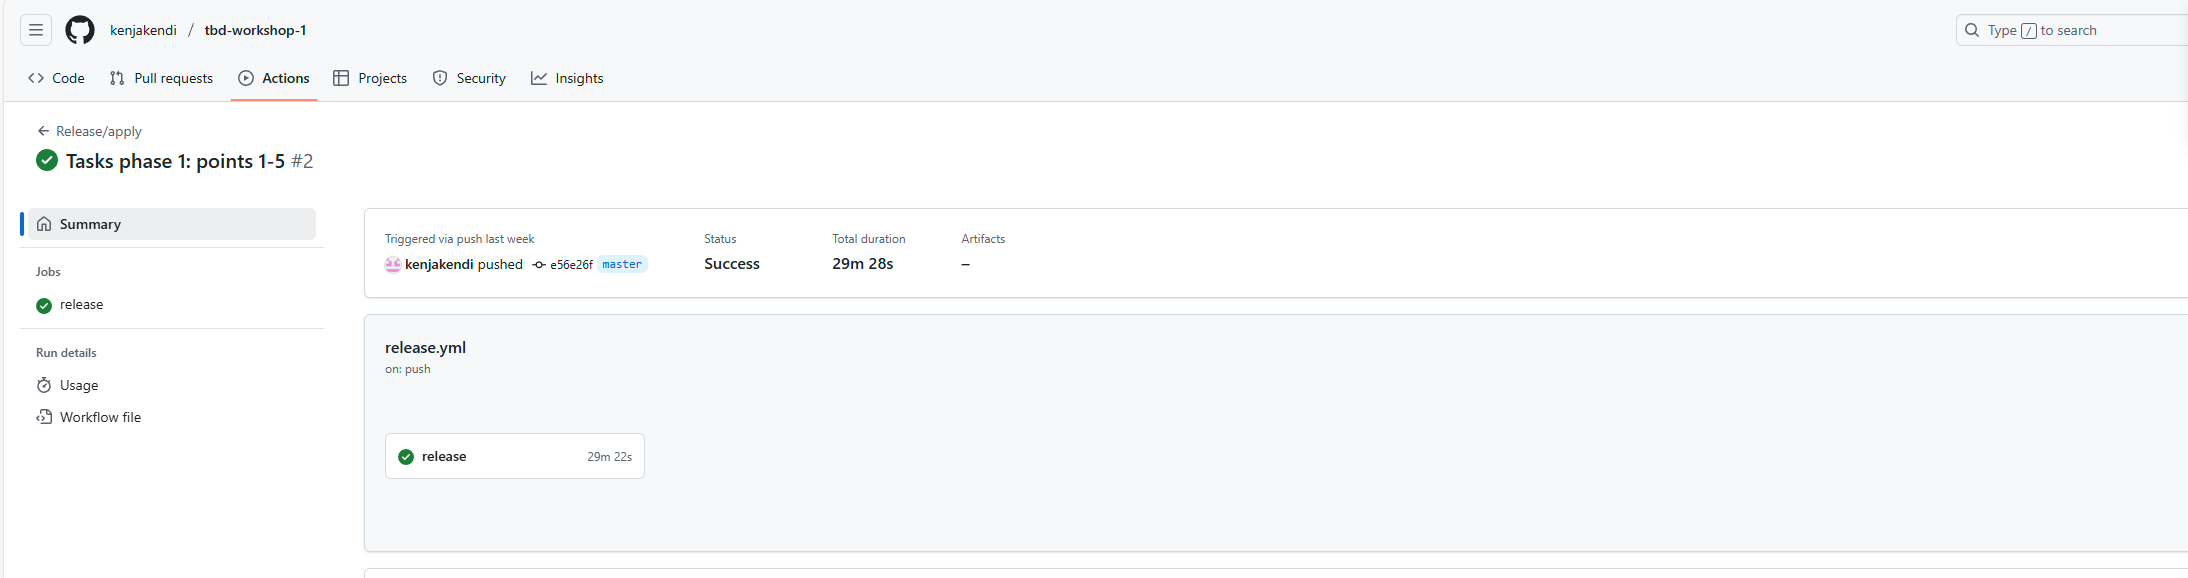 kenjakendi / tbd-workshop-1
Type / to search
Code Pull requests Actions Projects Security Insights
Release/apply
Tasks phase 1: points 1-5 #2
Summary
Jobs
release
Run details
Usage
Workflow file
Triggered via push last week
kenjakendi pushed e56e26f master
Status
Success
Total duration
29m 28s
Artifacts
–
release.yml
on: push
release 29m 22s